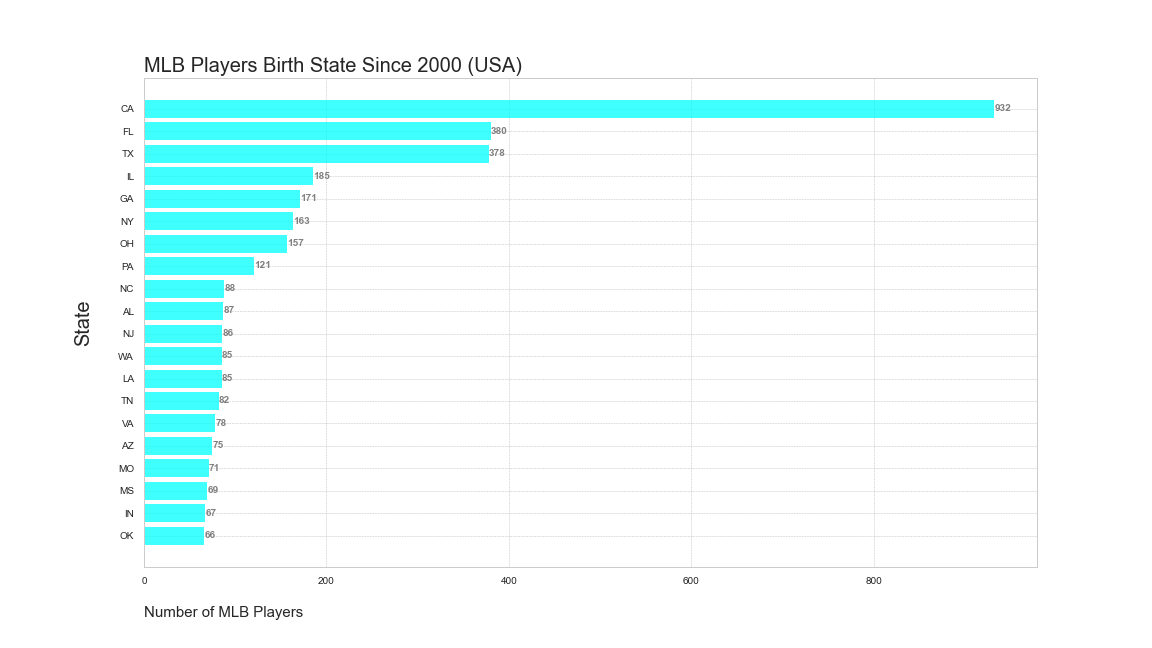 MLB Players Birth State Since 2000 (USA)
CA 932
FL 380
TX 378
IL 185
GA 171
NY 163
OH 157
PA 121
NC 88
AL 87
NJ 86
WA 85
LA 85
TN 82
VA 78
AZ 75
MO 71
MS 69
IN 67
OK 66
State
0 200 400 600 800
Number of MLB Players